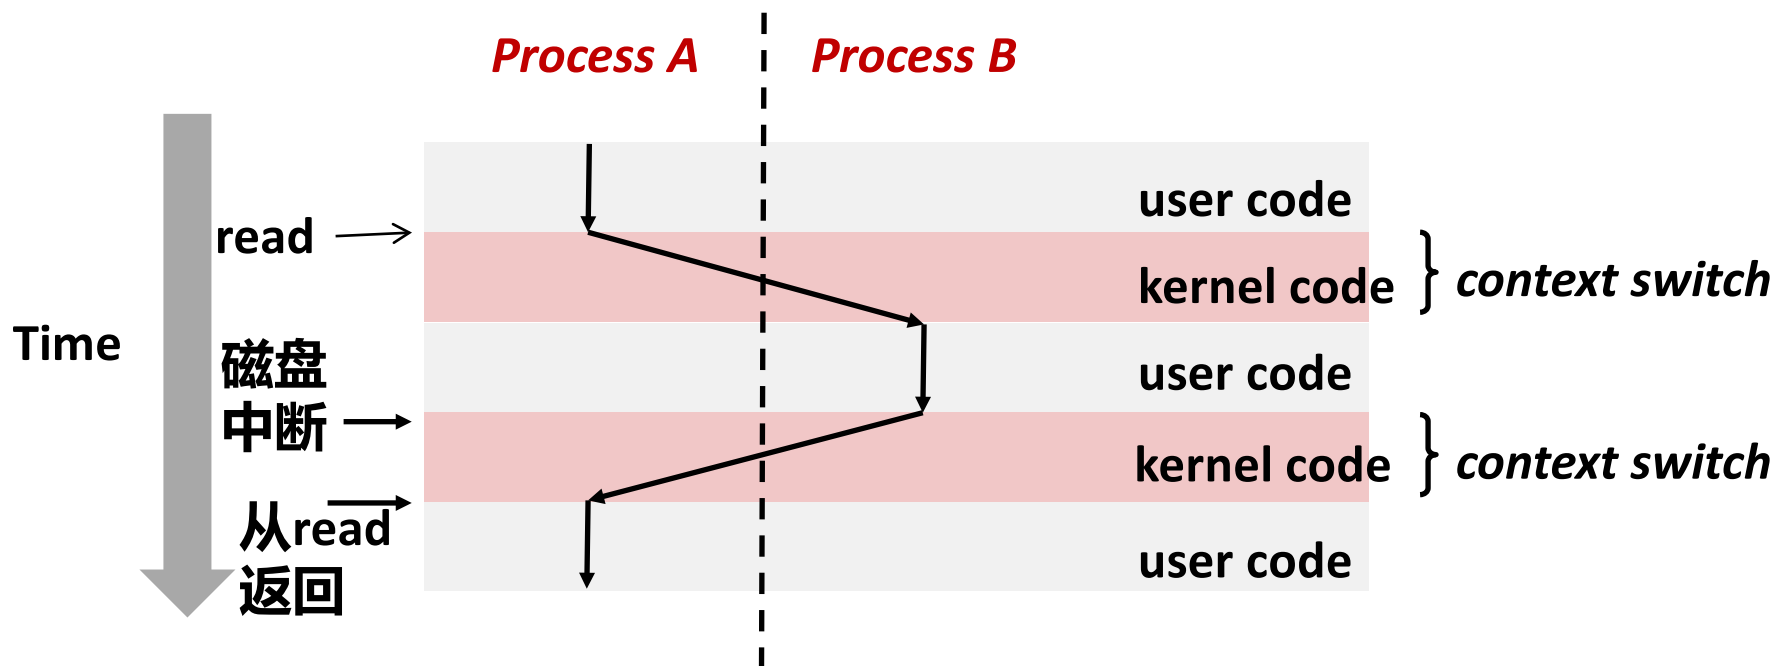 Process A
Process B
user code
read
kernel code
context switch
Time
磁盘
中断
user code
kernel code
context switch
从read
返回
user code